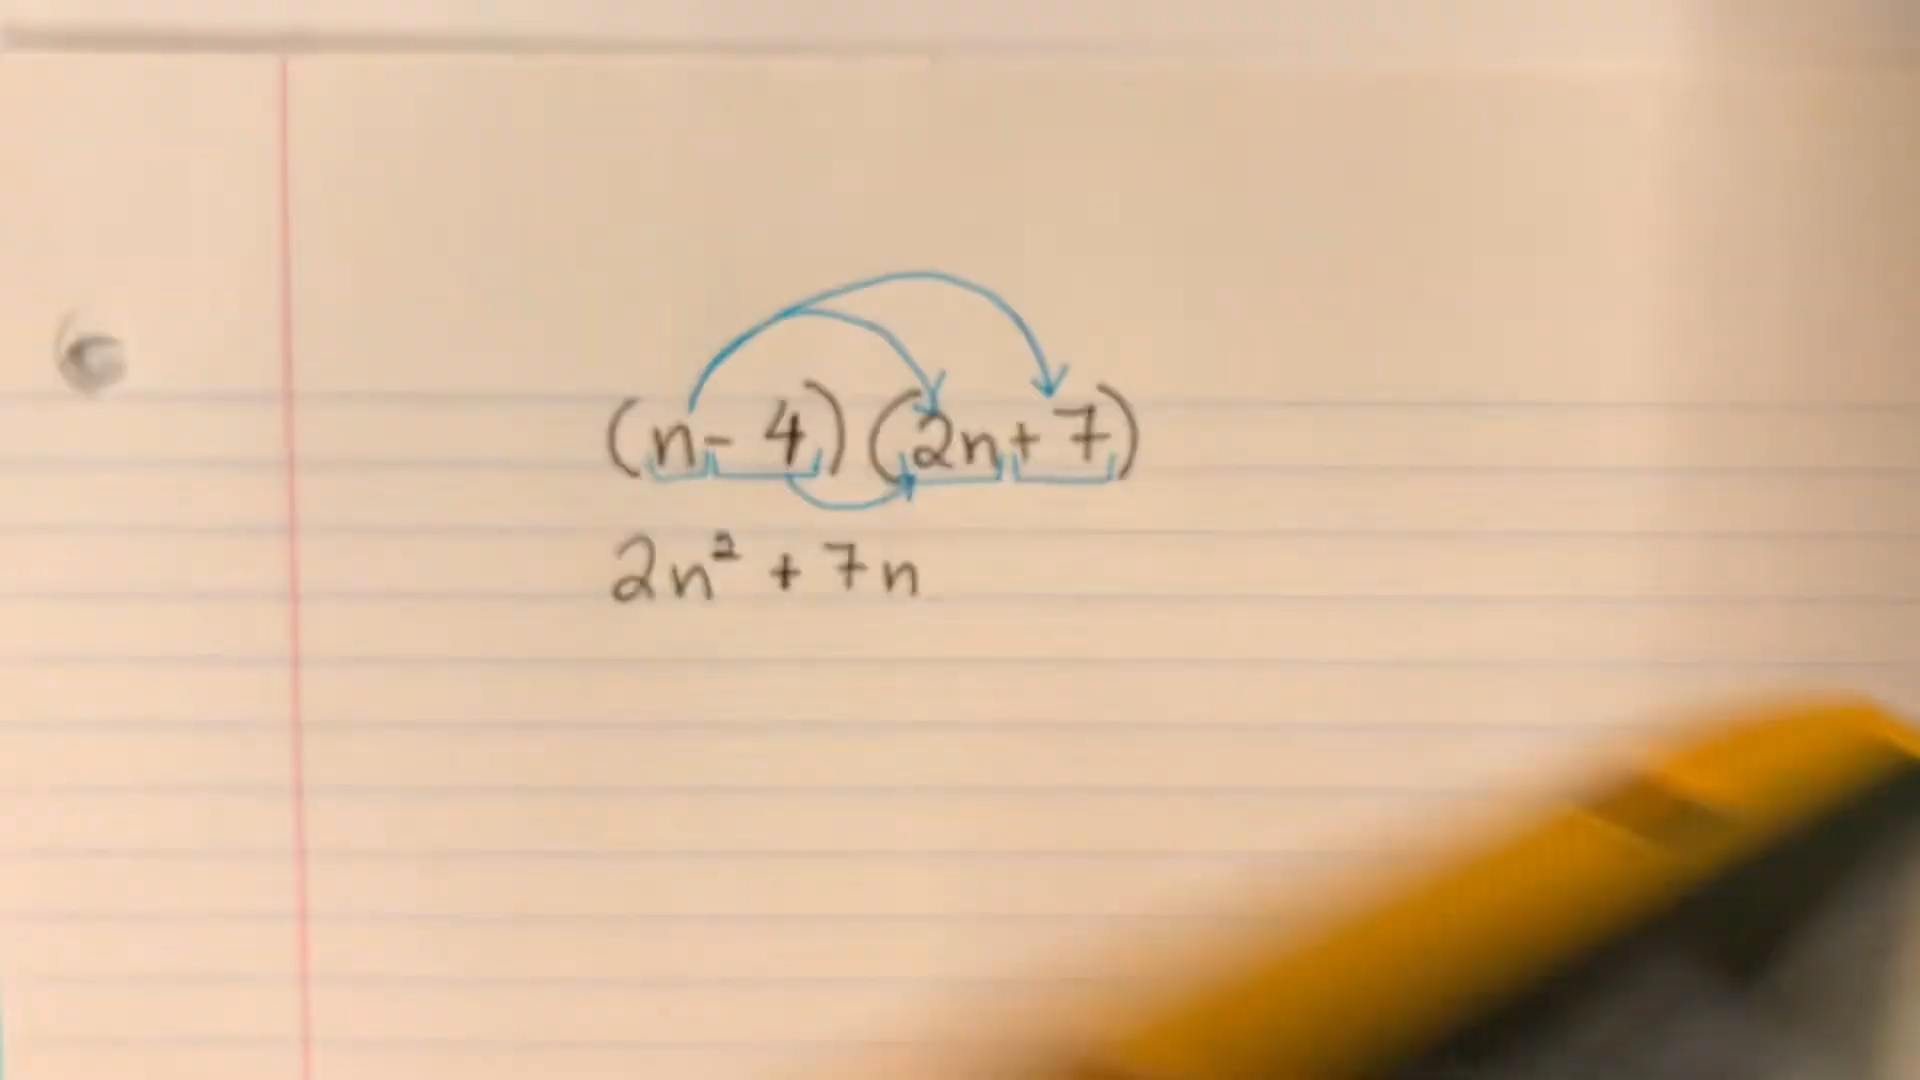 (n - 4) (2n + 7)
2n² + 7n